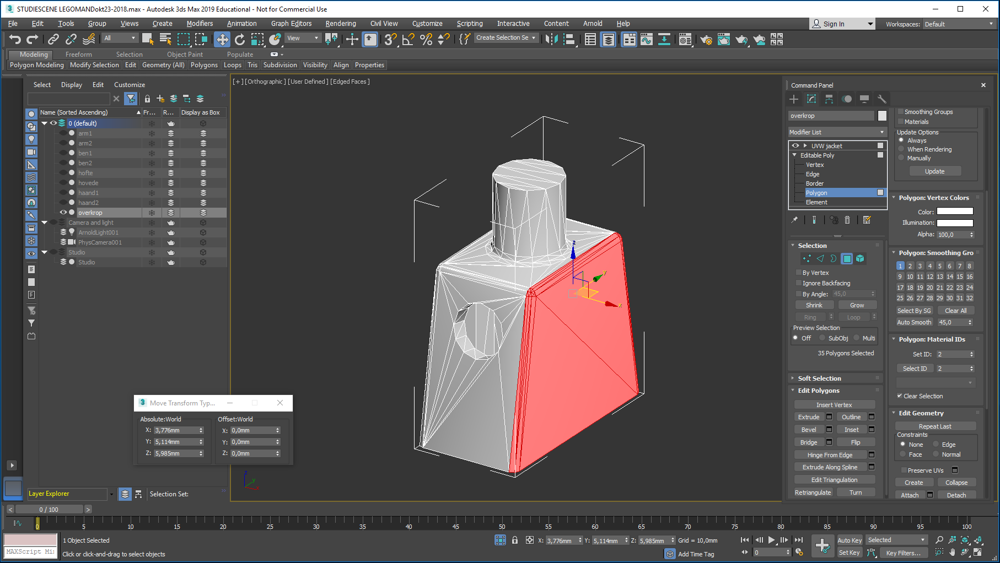 STUDIESCENE LEGOMANDokt23-2018.max - Autodesk 3ds Max 2019 Educational - Not for Commercial Use
File Edit Tools Group Views Create Modifiers Animation Graph Editors Rendering Civil View Customize Scripting Interactive Content Arnold Help Sign In Workspaces: Default
All View Create Selection Se
Modeling Freeform Selection Object Paint Populate
Polygon Modeling Modify Selection Edit Geometry (All) Polygons Loops Tris Subdivision Visibility Align Properties
Select Display Edit Customize
Name (Sorted Ascending) Fr... R... Display as Box
0 (default)
arm1
arm2
ben1
ben2
hofte
hovede
haand1
haand2
overkrop
Camera and light
ArnoldLight001
PhysCamera001
Studio
Studio
[+] [Orthographic] [User Defined] [Edged Faces]
z
y
x
Move Transform Typ...
Absolute:World Offset:World
X: 3,776mm X: 0,0mm
Y: 5,114mm Y: 0,0mm
Z: 5,985mm Z: 0,0mm
z
y
x
Layer Explorer Selection Set:
Command Panel
overkrop
Modifier List
UVW jacket
Editable Poly
Vertex
Edge
Border
Polygon
Element
Selection
By Vertex
Ignore Backfacing
By Angle: 45,0
Shrink Grow
Ring Loop
Preview Selection
Off SubObj Multi
35 Polygons Selected
Soft Selection
Edit Polygons
Insert Vertex
Extrude Outline
Bevel Inset
Bridge Flip
Hinge From Edge
Extrude Along Spline
Edit Triangulation
Retriangulate Turn
Smoothing Groups
Materials
Update Options
Always
When Rendering
Manually
Update
Polygon: Vertex Colors
Color:
Illumination:
Alpha: 100,0
Polygon: Smoothing Gro
1 2 3 4 5 6 7 8
9 10 11 12 13 14 15 16
17 18 19 20 21 22 23 24
25 26 27 28 29 30 31 32
Select By SG Clear All
Auto Smooth 45,0
Polygon: Material IDs
Set ID: 2
Select ID 2
Clear Selection
Edit Geometry
Repeat Last
Constraints
None Edge
Face Normal
Preserve UVs
Create Collapse
Attach Detach
< 0 / 100 >
0 5 10 15 20 25 30 35 40 45 50 55 60 65 70 75 80 85 90 95 100
1 Object Selected X: 3,776mm Y: 5,114mm Z: 5,985mm Grid = 10,0mm Auto Key Selected
MAXScript Mi Click or click-and-drag to select objects Add Time Tag 0 Set Key Key Filters...